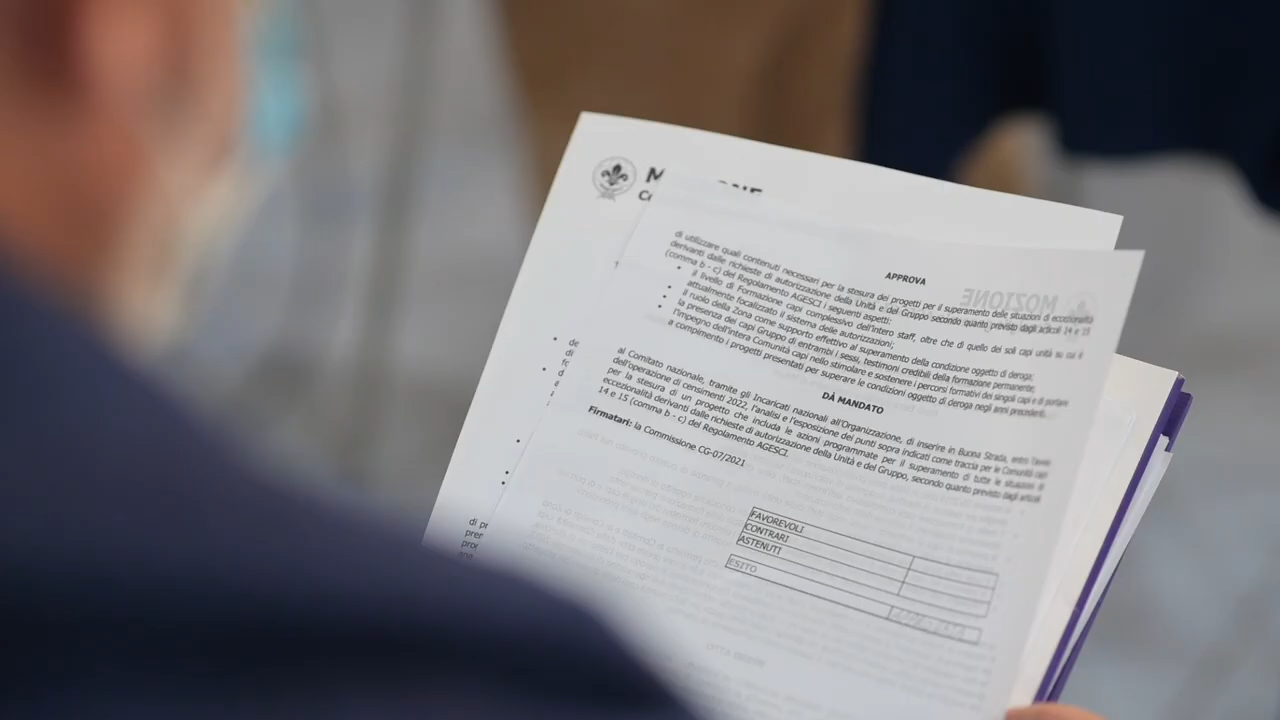 APPROVA
di utilizzare quali contenuti necessari per la stesura dei progetti per il superamento delle situazioni di eccezionalità
derivanti dalle richieste di autorizzazione della Unità e del Gruppo secondo quanto previsto dagli articoli 14 e 15
(comma b - c) del Regolamento AGESCI i seguenti aspetti:
• il livello di Formazione capi complessivo dell'intero staff, oltre che di quello dei soli capi unità su cui è
attualmente focalizzato il sistema delle autorizzazioni;
• il ruolo della Zona come supporto effettivo al superamento della condizione oggetto di deroga;
• la presenza dei capi Gruppo di entrambi i sessi, testimoni credibili della formazione permanente;
• l'impegno dell'intera Comunità capi nello stimolare e sostenere i percorsi formativi dei singoli capi e di portare
a compimento i progetti presentati per superare le condizioni oggetto di deroga negli anni precedenti.
DÀ MANDATO
al Comitato nazionale, tramite gli Incaricati nazionali all'Organizzazione, di inserire in Buona Strada, entro l'avvio
dell'operazione di censimenti 2022, l'analisi e l'esposizione dei punti sopra indicati come traccia per le Comunità capi
per la stesura di un progetto che includa le azioni programmate per il superamento di tutte le situazioni di
eccezionalità derivanti dalle richieste di autorizzazione della Unità e del Gruppo, secondo quanto previsto dagli articoli
14 e 15 (comma b - c) del Regolamento AGESCI.
Firmatari: la Commissione CG-07/2021
FAVOREVOLI
CONTRARI
ASTENUTI
ESITO
MOZIONE